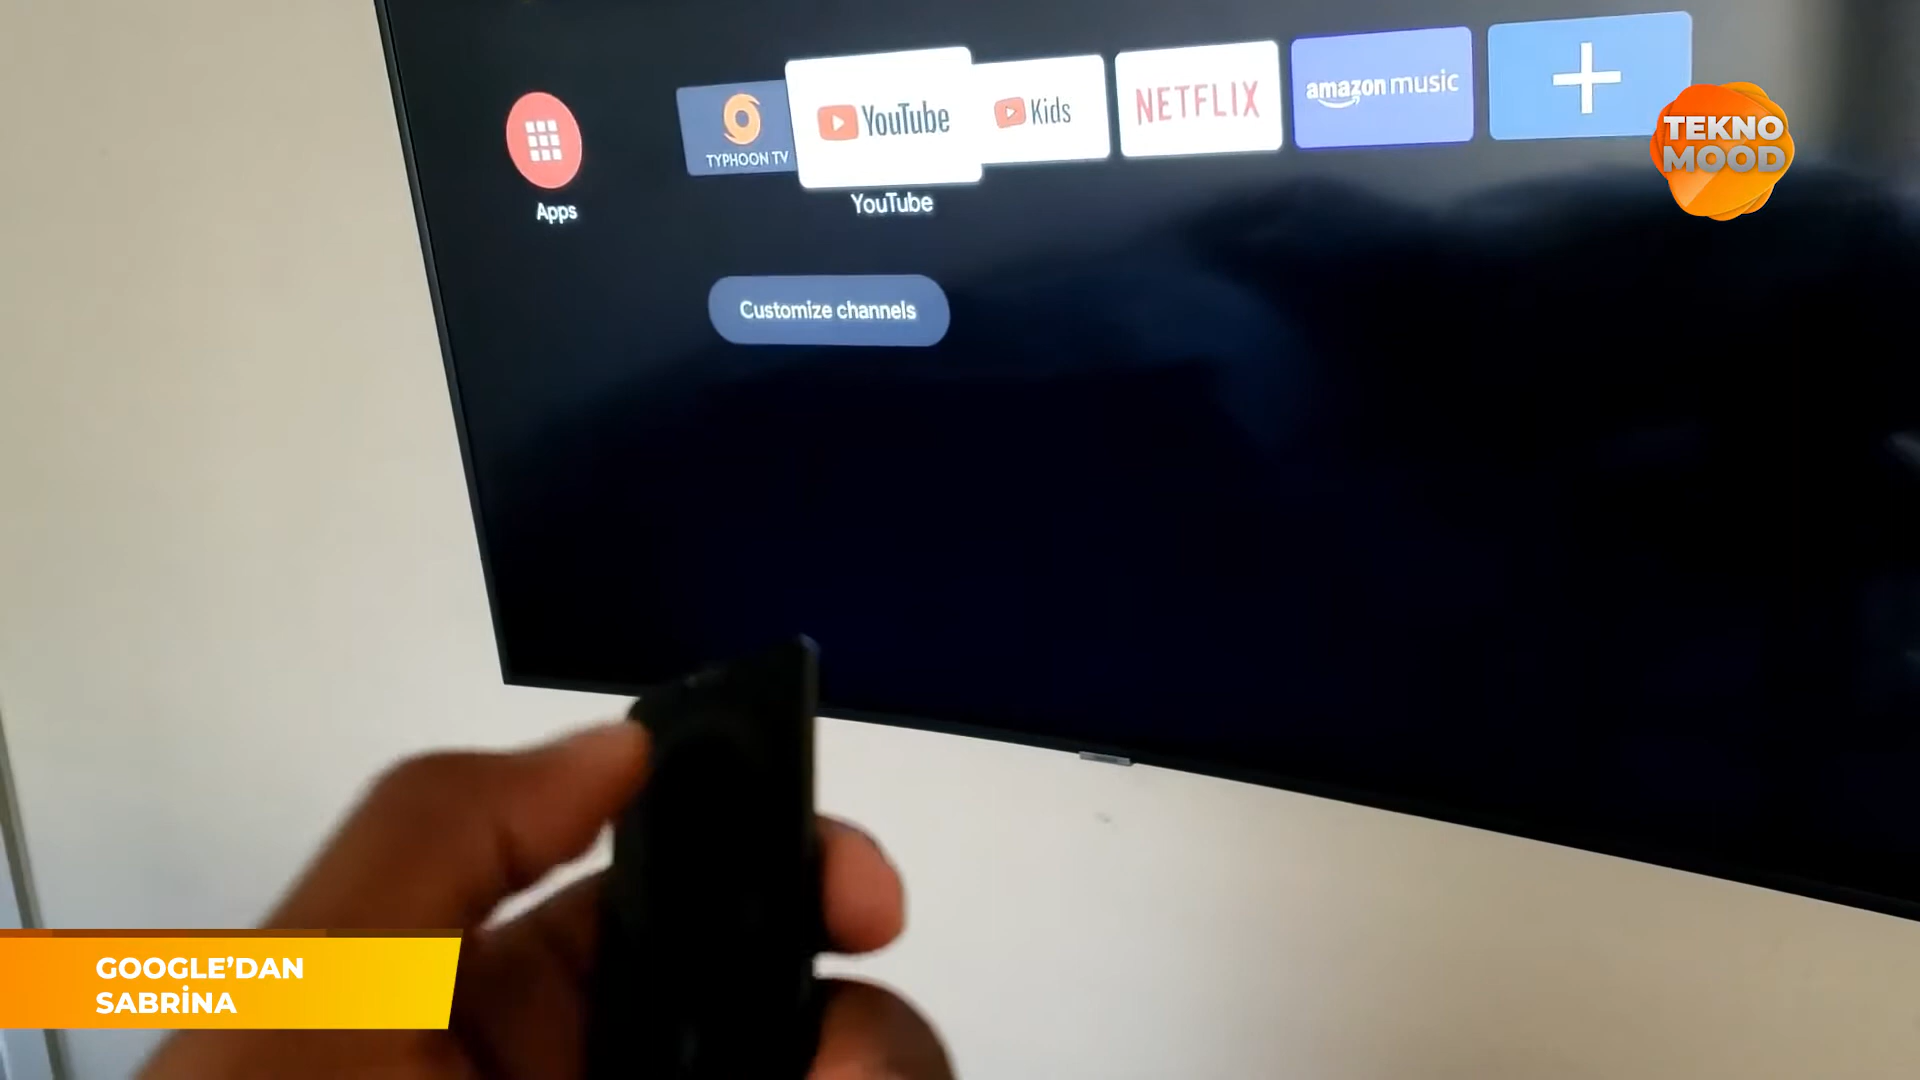 TYPHOON TV
YouTube
Kids
NETFLIX
amazon music
Apps
YouTube
Customize channels
TEKNO
MOOD
GOOGLE’DAN
SABRİNA